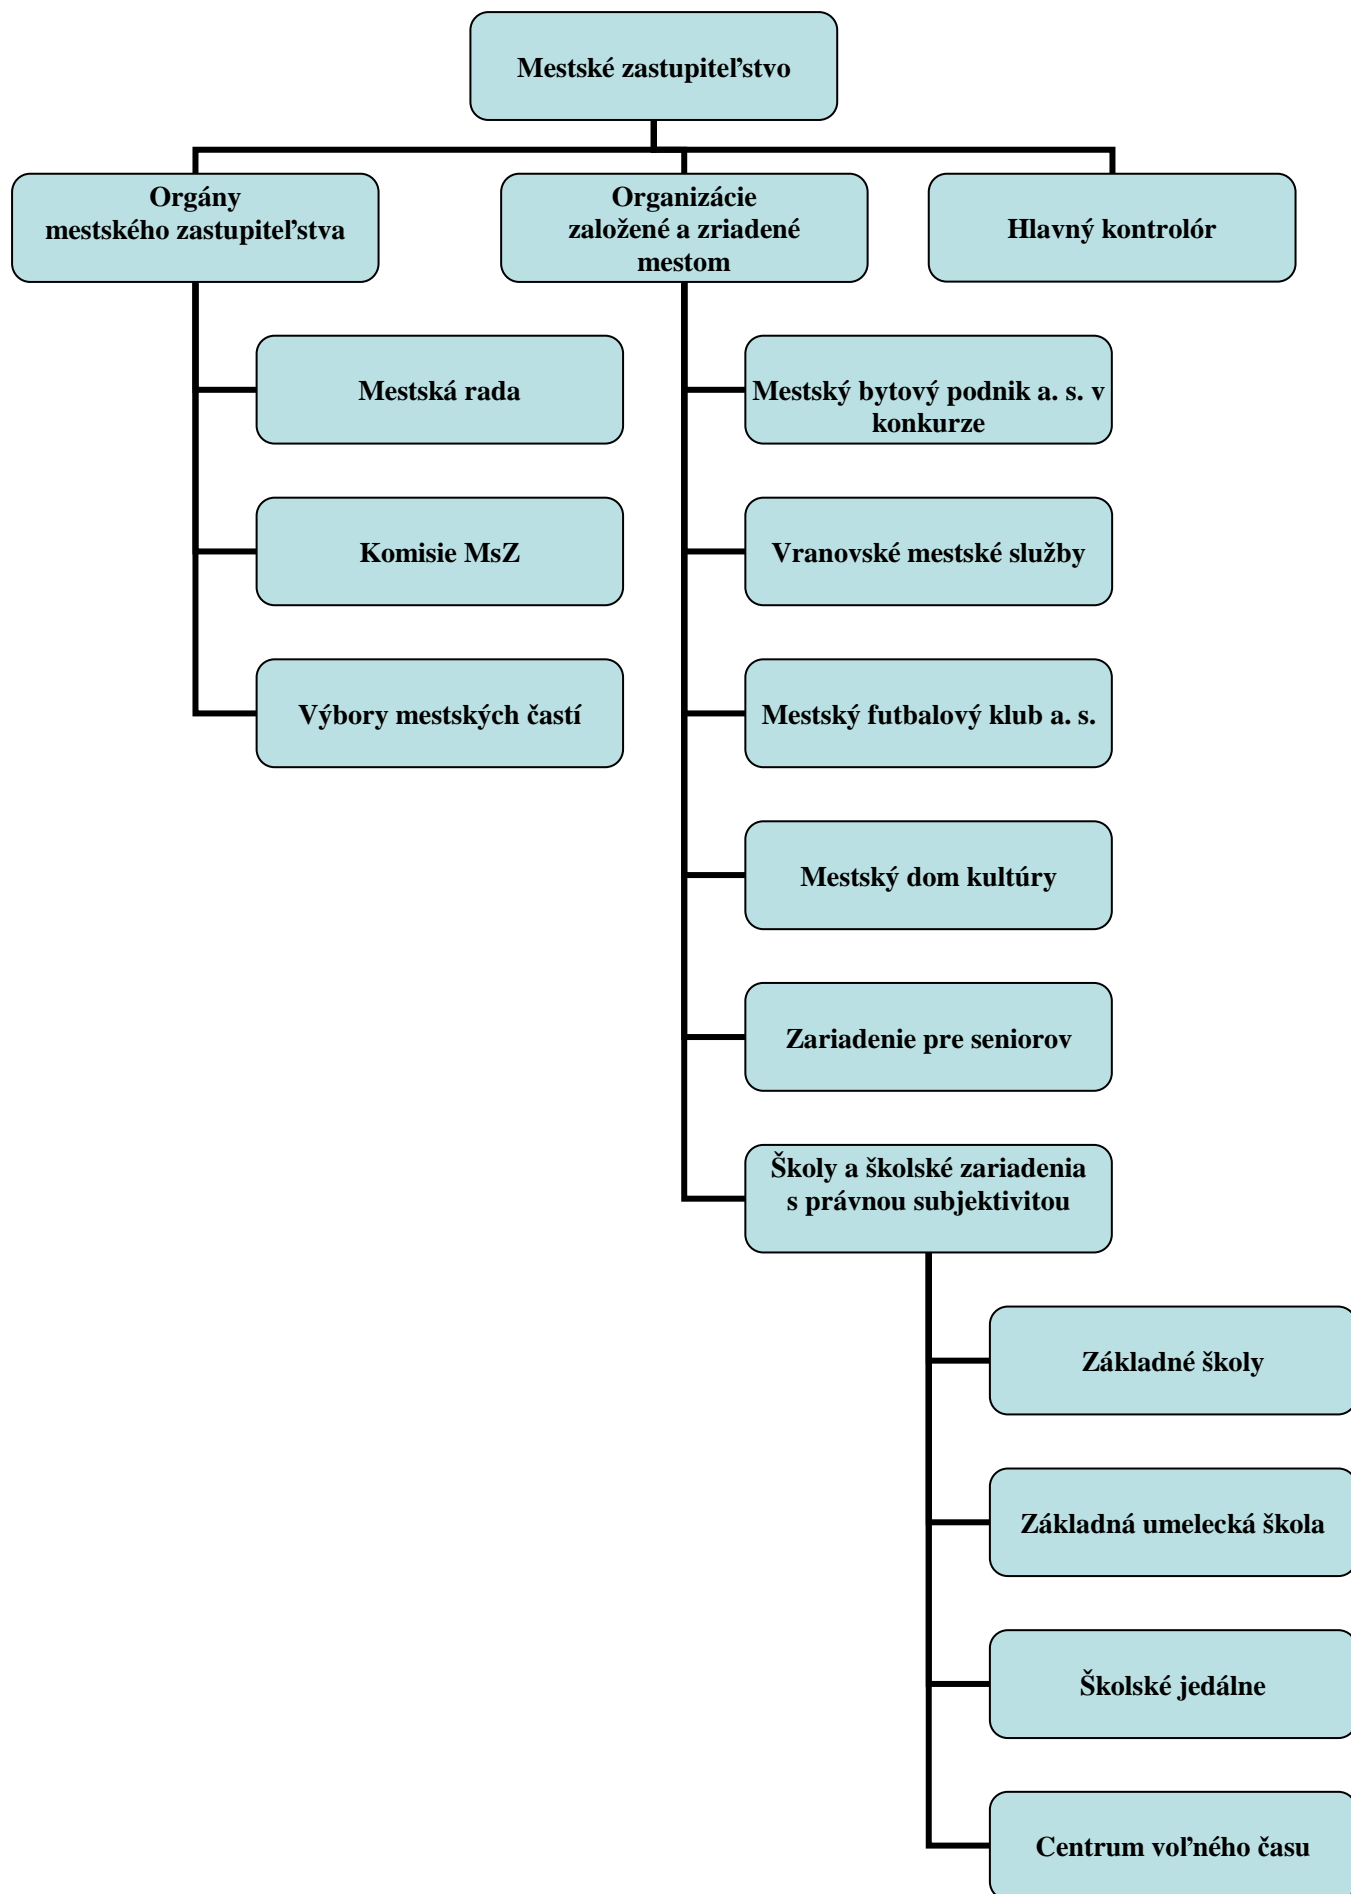 Mestské zastupiteľstvo
Orgány
mestského zastupiteľstva
Organizácie
založené a zriadené
mestom
Hlavný kontrolór
Mestská rada
Komisie MsZ
Výbory mestských častí
Mestský bytový podnik a. s. v
konkurze
Vranovské mestské služby
Mestský futbalový klub a. s.
Mestský dom kultúry
Zariadenie pre seniorov
Školy a školské zariadenia
s právnou subjektivitou
Základné školy
Základná umelecká škola
Školské jedálne
Centrum voľného času